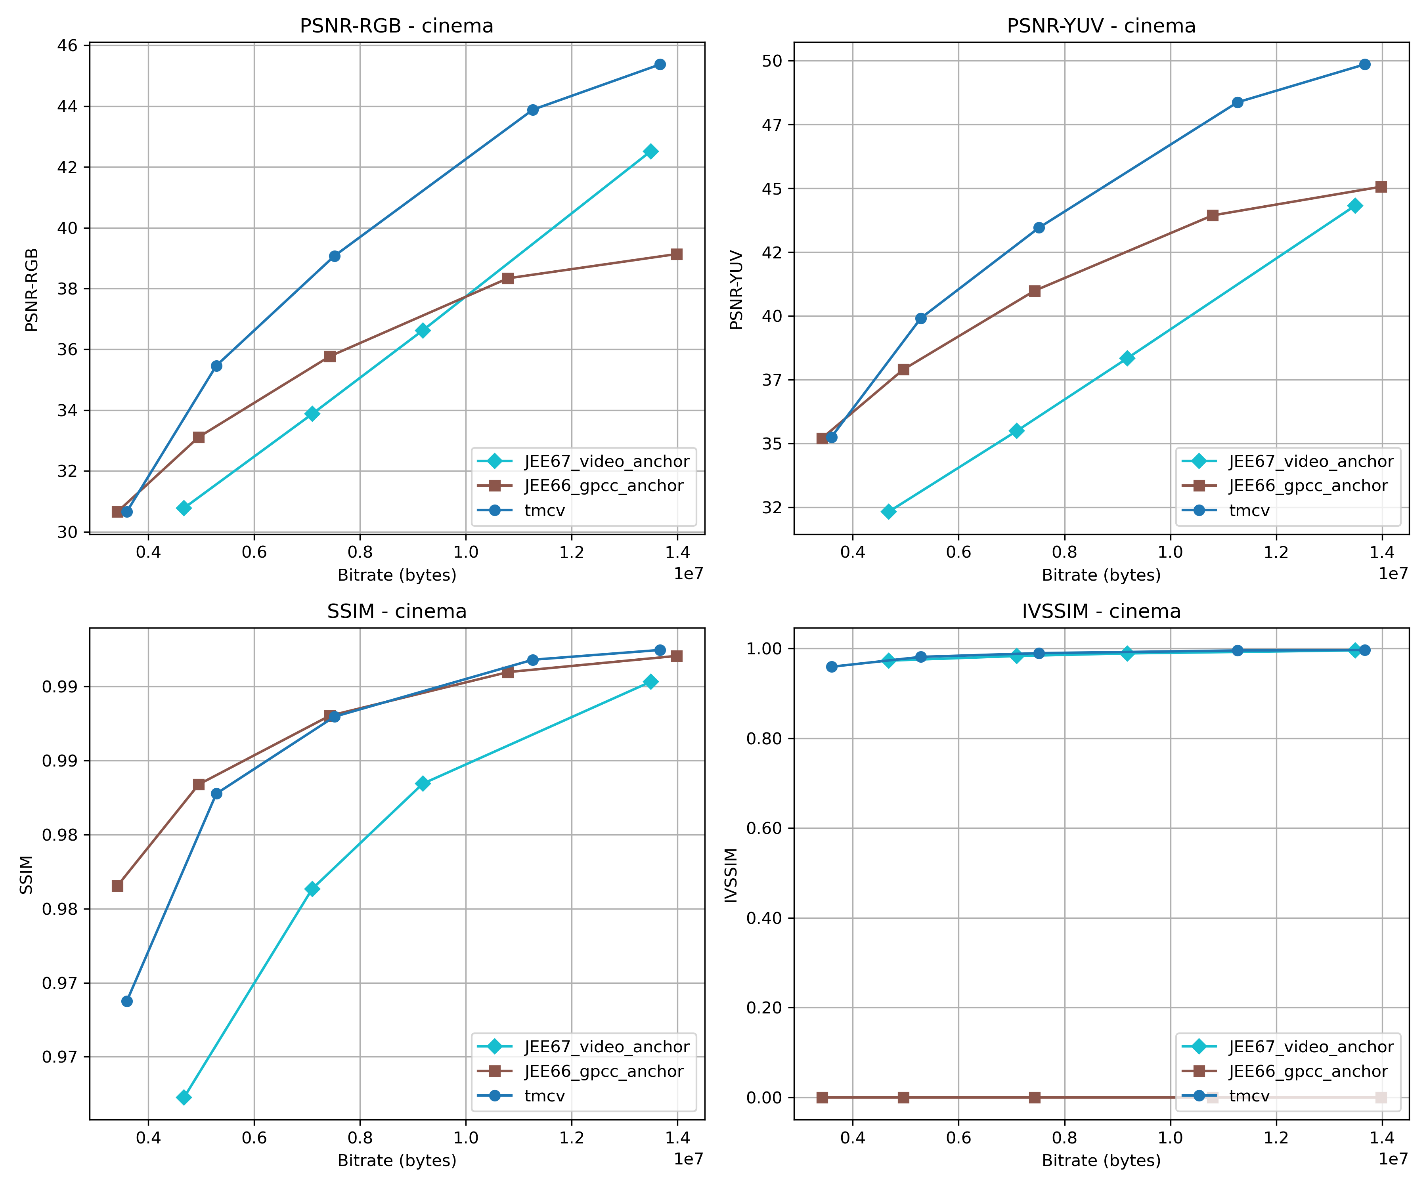 PSNR-RGB - cinema
46
44
42
40
38
36
34
32
30
PSNR-RGB
0.4 0.6 0.8 1.0 1.2 1.4
Bitrate (bytes)
1e7
JEE67_video_anchor
JEE66_gpcc_anchor
tmcv
PSNR-YUV - cinema
50
47
45
42
40
37
35
32
PSNR-YUV
0.4 0.6 0.8 1.0 1.2 1.4
Bitrate (bytes)
1e7
JEE67_video_anchor
JEE66_gpcc_anchor
tmcv
SSIM - cinema
0.99
0.99
0.98
0.98
0.97
0.97
SSIM
0.4 0.6 0.8 1.0 1.2 1.4
Bitrate (bytes)
1e7
JEE67_video_anchor
JEE66_gpcc_anchor
tmcv
IVSSIM - cinema
1.00
0.80
0.60
0.40
0.20
0.00
IVSSIM
0.4 0.6 0.8 1.0 1.2 1.4
Bitrate (bytes)
1e7
JEE67_video_anchor
JEE66_gpcc_anchor
tmcv